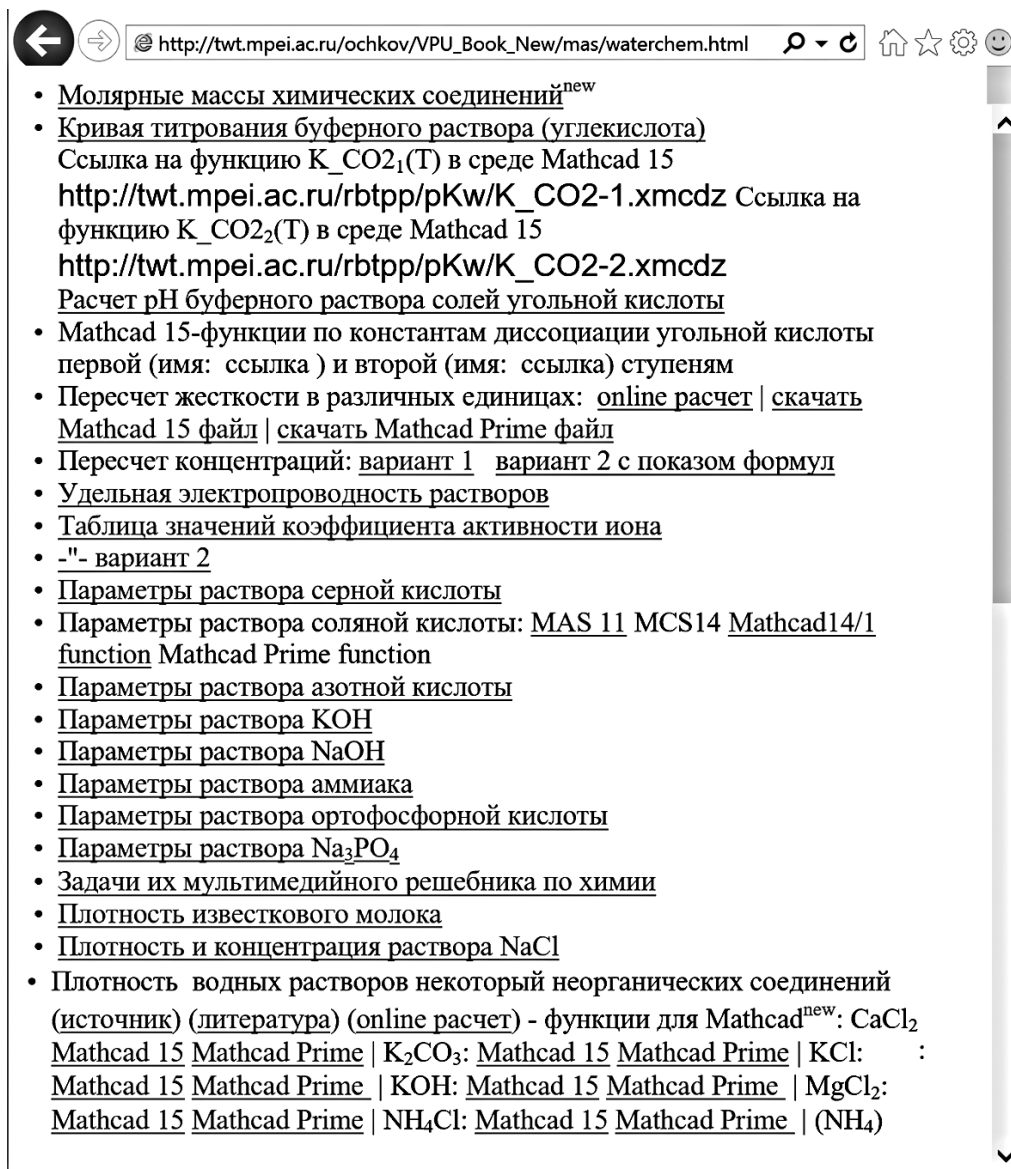 http://twt.mpei.ac.ru/ochkov/VPU_Book_New/mas/waterchem.html
• Молярные массы химических соединенийnew
• Кривая титрования буферного раствора (углекислота)
Ссылка на функцию K_CO2₁(T) в среде Mathcad 15
http://twt.mpei.ac.ru/rbtpp/pKw/K_CO2-1.xmcdz Ссылка на
функцию K_CO2₂(T) в среде Mathcad 15
http://twt.mpei.ac.ru/rbtpp/pKw/K_CO2-2.xmcdz
Расчет pH буферного раствора солей угольной кислоты
• Mathcad 15-функции по константам диссоциации угольной кислоты
первой (имя: ссылка ) и второй (имя: ссылка) ступеням
• Пересчет жесткости в различных единицах: online расчет | скачать
Mathcad 15 файл | скачать Mathcad Prime файл
• Пересчет концентраций: вариант 1 вариант 2 с показом формул
• Удельная электропроводность растворов
• Таблица значений коэффициента активности иона
• -"- вариант 2
• Параметры раствора серной кислоты
• Параметры раствора соляной кислоты: MAS 11 MCS14 Mathcad14/1
function Mathcad Prime function
• Параметры раствора азотной кислоты
• Параметры раствора KOH
• Параметры раствора NaOH
• Параметры раствора аммиака
• Параметры раствора ортофосфорной кислоты
• Параметры раствора Na₃PO₄
• Задачи их мультимедийного решебника по химии
• Плотность известкового молока
• Плотность и концентрация раствора NaCl
• Плотность водных растворов некоторый неорганических соединений
(источник) (литература) (online расчет) - функции для Mathcadnew: CaCl₂
Mathcad 15 Mathcad Prime | K₂CO₃: Mathcad 15 Mathcad Prime | KCl: :
Mathcad 15 Mathcad Prime | KOH: Mathcad 15 Mathcad Prime | MgCl₂:
Mathcad 15 Mathcad Prime | NH₄Cl: Mathcad 15 Mathcad Prime | (NH₄)